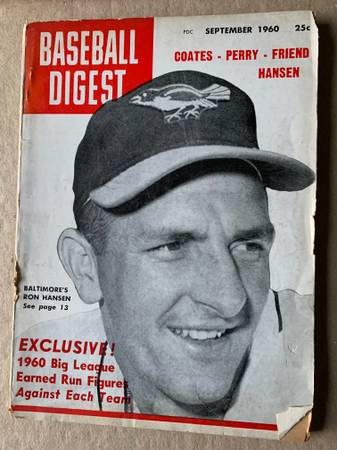 BASEBALL
DIGEST
PDC
SEPTEMBER 1960
25c
COATES - PERRY - FRIEND
HANSEN
BALTIMORE'S
RON HANSEN
See page 13
EXCLUSIVE!
1960 Big League
Earned Run Figures
Against Each Team